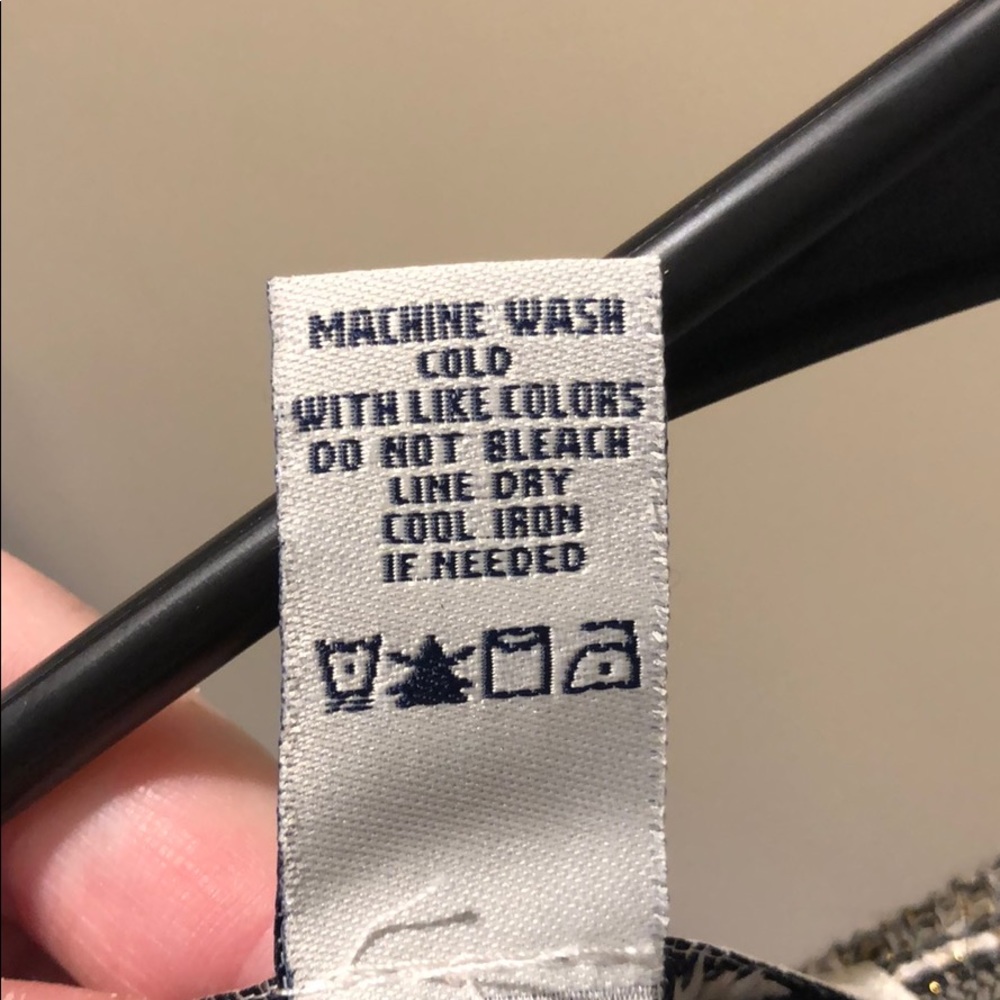 MACHINE WASH
COLD
WITH LIKE COLORS
DO NOT BLEACH
LINE DRY
COOL IRON
IF NEEDED